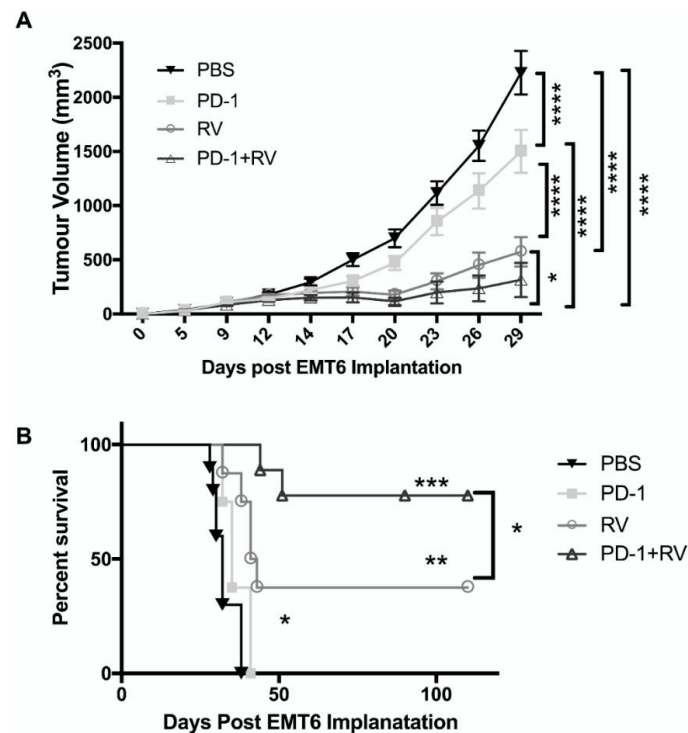 A
Tumour Volume (mm³)
2500
2000
1500
1000
500
0
PBS
PD-1
RV
PD-1+RV
****
****
****
****
****
*
0 5 9 12 14 17 20 23 26 29
Days post EMT6 Implantation
B
Percent survival
100
50
0
***
**
*
*
PBS
PD-1
RV
PD-1+RV
0 50 100
Days Post EMT6 Implanatation